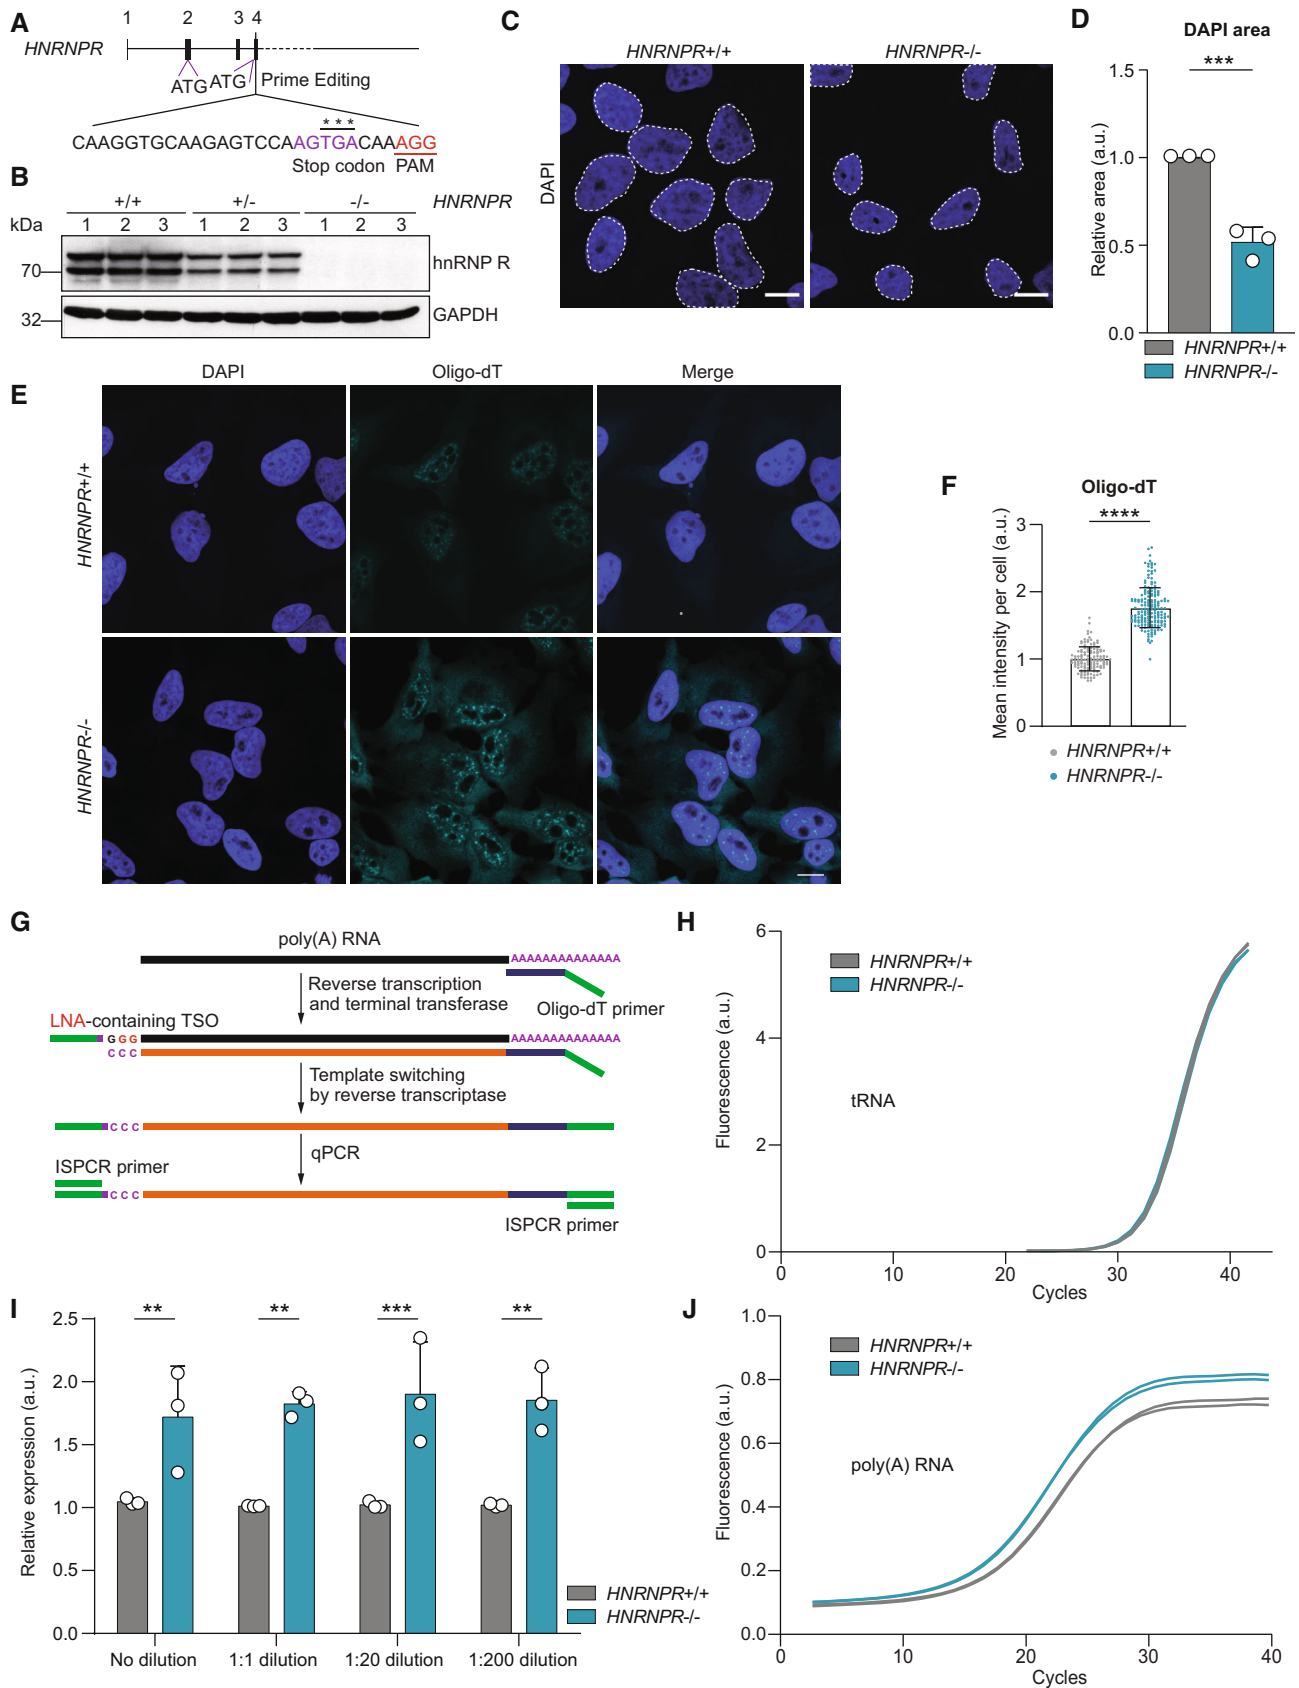 A
1 2 3 4
HNRNPR
ATG ATG Prime Editing
* * *
CAAGGTGCAAGAGTCCAAGTGACAAAGG
Stop codon PAM
B
+/+ +/- -/- HNRNPR
kDa 1 2 3 1 2 3 1 2 3
70 hnRNP R
32 GAPDH
C
HNRNPR+/+ HNRNPR-/-
DAPI
D
DAPI area
***
Relative area (a.u.)
1.5
1.0
0.5
0.0
HNRNPR+/+
HNRNPR-/-
E
DAPI Oligo-dT Merge
HNRNPR+/+
HNRNPR-/-
F
Oligo-dT
****
Mean intensity per cell (a.u.)
3
2
1
0
HNRNPR+/+
HNRNPR-/-
G
poly(A) RNA
AAAAAAAAAAAAAA
Reverse transcription
and terminal transferase
Oligo-dT primer
LNA-containing TSO
G G G
AAAAAAAAAAAAAA
C C C
Template switching
by reverse transcriptase
C C C
qPCR
ISPCR primer
C C C
ISPCR primer
H
Fluorescence (a.u.)
6
4
2
0
HNRNPR+/+
HNRNPR-/-
tRNA
0 10 20 30 40
Cycles
I
Relative expression (a.u.)
2.5
2.0
1.5
1.0
0.5
0.0
** ** *** **
HNRNPR+/+
HNRNPR-/-
No dilution 1:1 dilution 1:20 dilution 1:200 dilution
J
Fluorescence (a.u.)
1.0
0.8
0.6
0.4
0.2
0.0
HNRNPR+/+
HNRNPR-/-
poly(A) RNA
0 10 20 30 40
Cycles